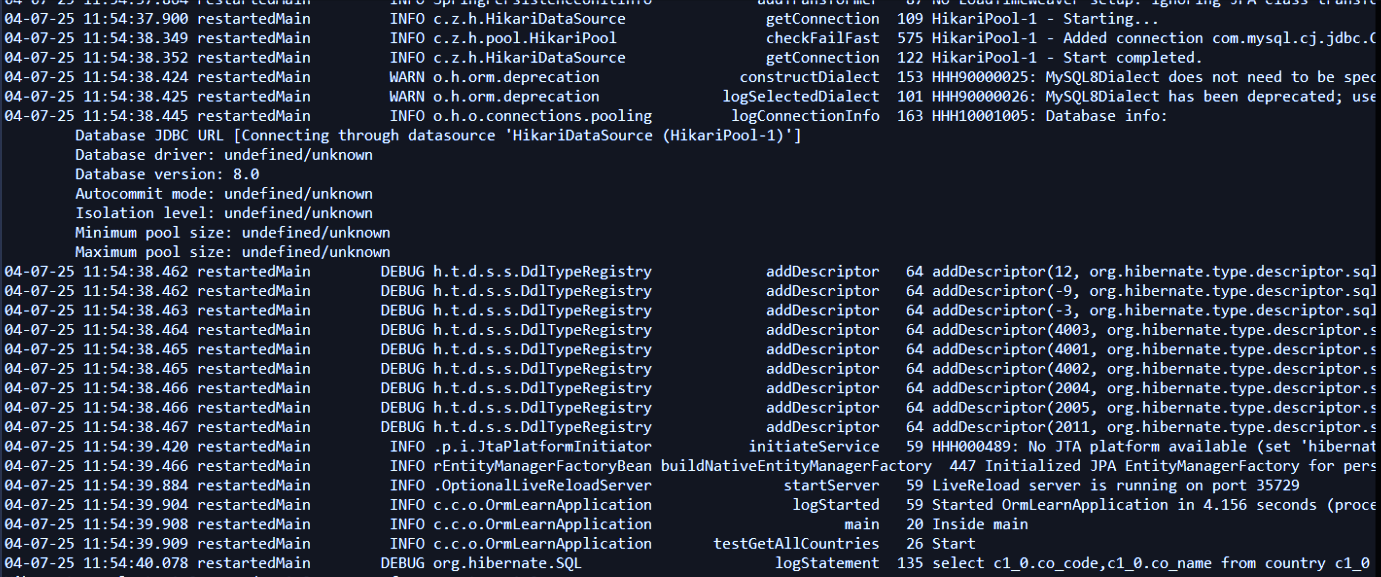 04-07-25 11:54:37.864 restartedMain INFO SpringPersistenceUnitInfo addTransformer 87 No LoadTimeWeaver setup: ignoring JPA class transf
04-07-25 11:54:37.900 restartedMain INFO c.z.h.HikariDataSource getConnection 109 HikariPool-1 - Starting...
04-07-25 11:54:38.349 restartedMain INFO c.z.h.pool.HikariPool checkFailFast 575 HikariPool-1 - Added connection com.mysql.cj.jdbc.C
04-07-25 11:54:38.352 restartedMain INFO c.z.h.HikariDataSource getConnection 122 HikariPool-1 - Start completed.
04-07-25 11:54:38.424 restartedMain WARN o.h.orm.deprecation constructDialect 153 HHH90000025: MySQL8Dialect does not need to be spec
04-07-25 11:54:38.425 restartedMain WARN o.h.orm.deprecation logSelectedDialect 101 HHH90000026: MySQL8Dialect has been deprecated; use
04-07-25 11:54:38.445 restartedMain INFO o.h.o.connections.pooling logConnectionInfo 163 HHH10001005: Database info:
Database JDBC URL [Connecting through datasource 'HikariDataSource (HikariPool-1)']
Database driver: undefined/unknown
Database version: 8.0
Autocommit mode: undefined/unknown
Isolation level: undefined/unknown
Minimum pool size: undefined/unknown
Maximum pool size: undefined/unknown
04-07-25 11:54:38.462 restartedMain DEBUG h.t.d.s.s.DdlTypeRegistry addDescriptor 64 addDescriptor(12, org.hibernate.type.descriptor.sql
04-07-25 11:54:38.462 restartedMain DEBUG h.t.d.s.s.DdlTypeRegistry addDescriptor 64 addDescriptor(-9, org.hibernate.type.descriptor.sql
04-07-25 11:54:38.463 restartedMain DEBUG h.t.d.s.s.DdlTypeRegistry addDescriptor 64 addDescriptor(-3, org.hibernate.type.descriptor.sql
04-07-25 11:54:38.464 restartedMain DEBUG h.t.d.s.s.DdlTypeRegistry addDescriptor 64 addDescriptor(4003, org.hibernate.type.descriptor.s
04-07-25 11:54:38.465 restartedMain DEBUG h.t.d.s.s.DdlTypeRegistry addDescriptor 64 addDescriptor(4001, org.hibernate.type.descriptor.s
04-07-25 11:54:38.465 restartedMain DEBUG h.t.d.s.s.DdlTypeRegistry addDescriptor 64 addDescriptor(4002, org.hibernate.type.descriptor.s
04-07-25 11:54:38.466 restartedMain DEBUG h.t.d.s.s.DdlTypeRegistry addDescriptor 64 addDescriptor(2004, org.hibernate.type.descriptor.s
04-07-25 11:54:38.466 restartedMain DEBUG h.t.d.s.s.DdlTypeRegistry addDescriptor 64 addDescriptor(2005, org.hibernate.type.descriptor.s
04-07-25 11:54:38.467 restartedMain DEBUG h.t.d.s.s.DdlTypeRegistry addDescriptor 64 addDescriptor(2011, org.hibernate.type.descriptor.s
04-07-25 11:54:39.420 restartedMain INFO .p.i.JtaPlatformInitiator initiateService 59 HHH000489: No JTA platform available (set 'hibernat
04-07-25 11:54:39.466 restartedMain INFO rEntityManagerFactoryBean buildNativeEntityManagerFactory 447 Initialized JPA EntityManagerFactory for pers
04-07-25 11:54:39.884 restartedMain INFO .OptionalLiveReloadServer startServer 59 LiveReload server is running on port 35729
04-07-25 11:54:39.904 restartedMain INFO c.c.o.OrmLearnApplication logStarted 59 Started OrmLearnApplication in 4.156 seconds (proce
04-07-25 11:54:39.908 restartedMain INFO c.c.o.OrmLearnApplication main 20 Inside main
04-07-25 11:54:39.909 restartedMain INFO c.c.o.OrmLearnApplication testGetAllCountries 26 Start
04-07-25 11:54:40.078 restartedMain DEBUG org.hibernate.SQL logStatement 135 select c1_0.co_code,c1_0.co_name from country c1_0